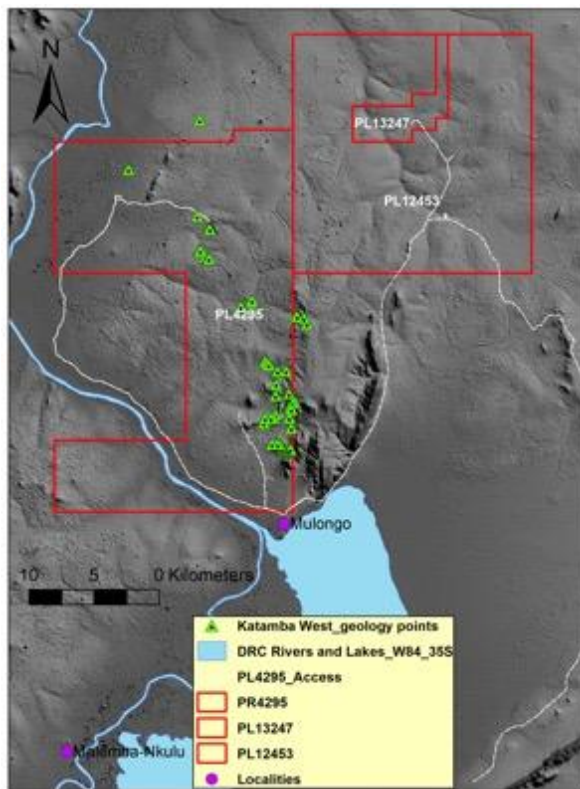 N
PL13247
PL12453
PL4295
Mulongo
10 5 0 Kilometers
Malemba-Nkulu
Katamba West_geology points
DRC Rivers and Lakes_W84_35S
PL4295_Access
PR4295
PL13247
PL12453
Localities